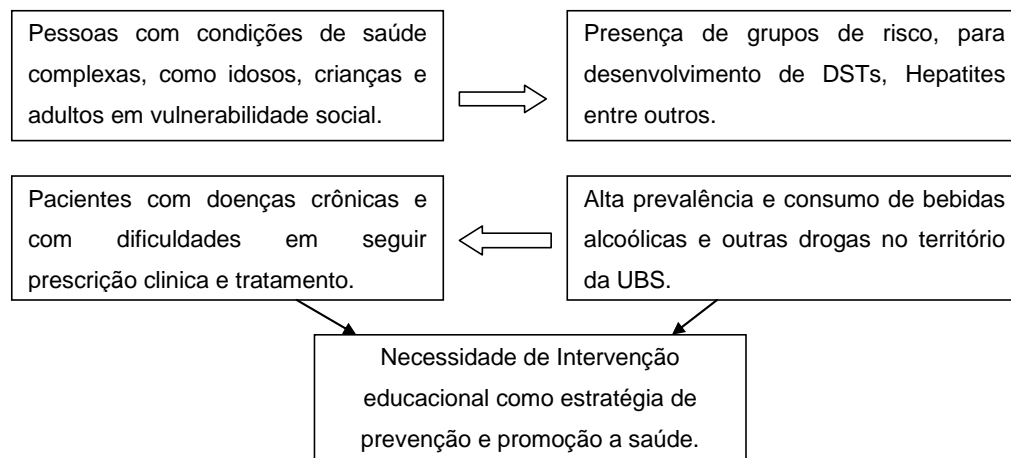 Pessoas com condições de saúde
complexas, como idosos, crianças e
adultos em vulnerabilidade social.
Presença de grupos de risco, para
desenvolvimento de DSTs, Hepatites
entre outros.
Pacientes com doenças crônicas e
com dificuldades em seguir
prescrição clinica e tratamento.
Alta prevalência e consumo de bebidas
alcoólicas e outras drogas no território
da UBS.
Necessidade de Intervenção
educacional como estratégia de
prevenção e promoção a saúde.